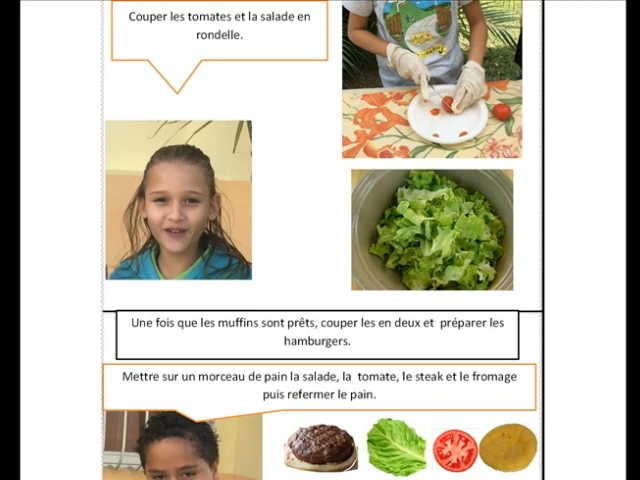 Couper les tomates et la salade en
rondelle.
Une fois que les muffins sont prêts, couper les en deux et préparer les
hamburgers.
Mettre sur un morceau de pain la salade, la tomate, le steak et le fromage
puis refermer le pain.